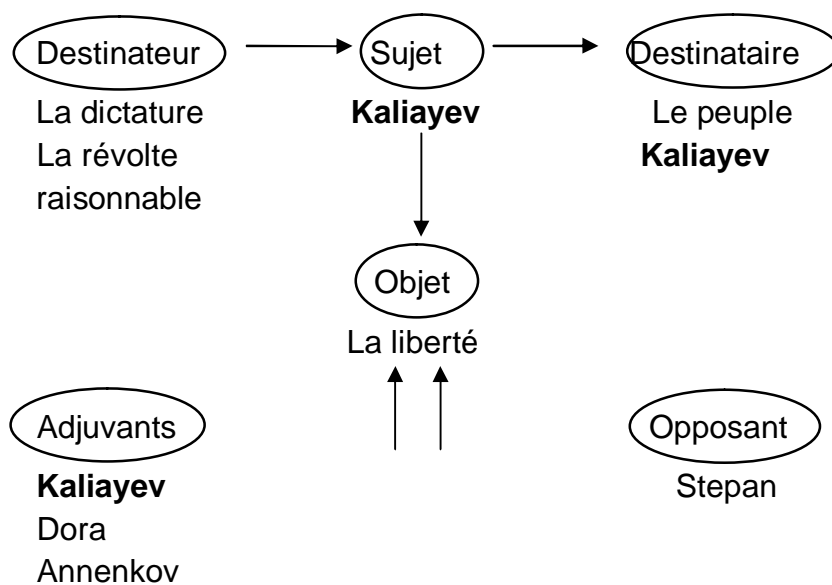 Destinateur Sujet Destinataire
La dictature Kaliayev Le peuple
La révolte Kaliayev
raisonnable
Objet
La liberté
Adjuvants Opposant
Kaliayev Stepan
Dora
Annenkov